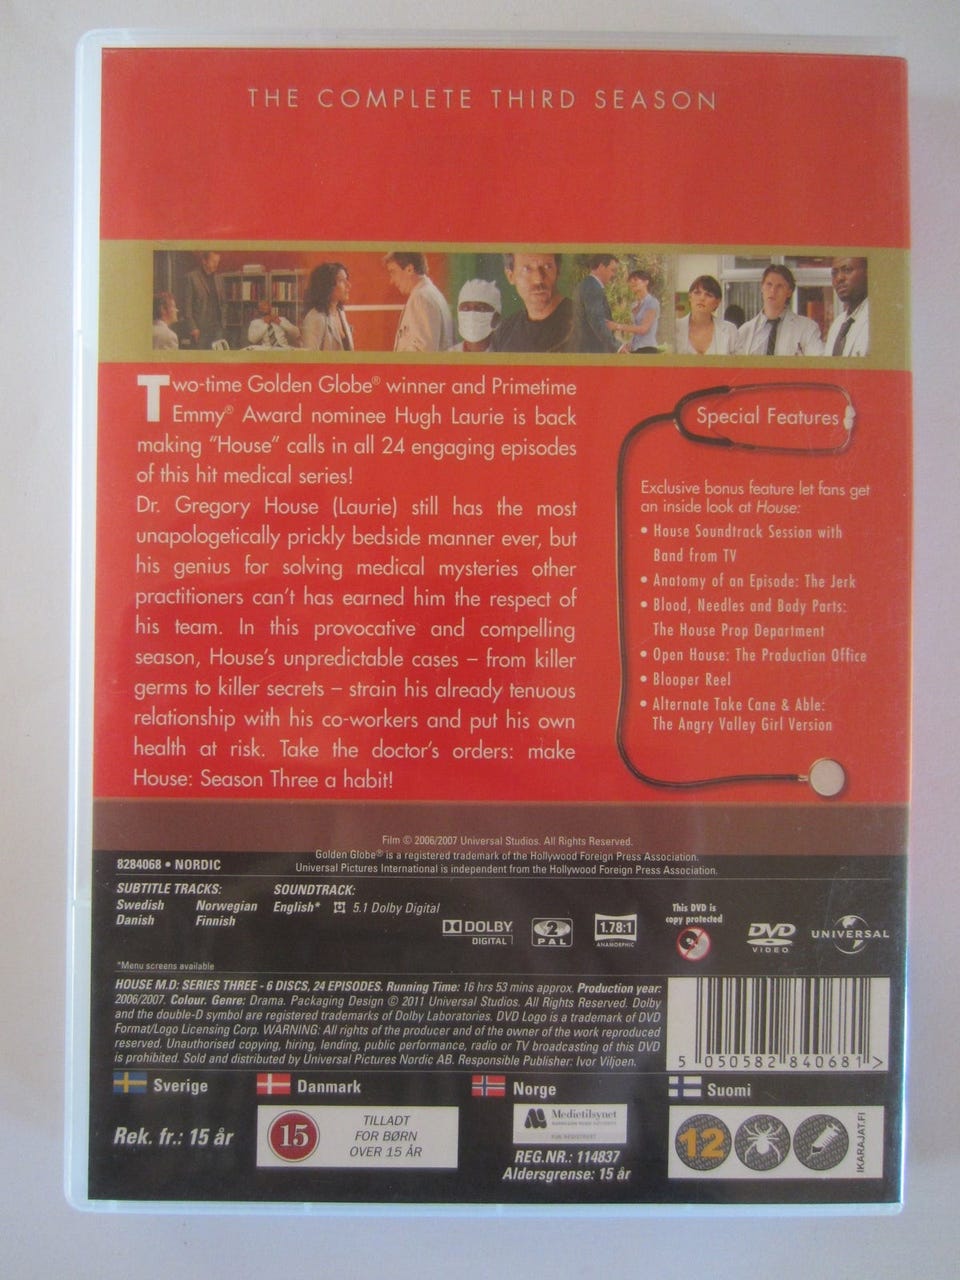 THE COMPLETE THIRD SEASON
Two-time Golden Globe® winner and Primetime
Emmy® Award nominee Hugh Laurie is back
making “House” calls in all 24 engaging episodes
of this hit medical series!
Dr. Gregory House (Laurie) still has the most
unapologetically prickly bedside manner ever, but
his genius for solving medical mysteries other
practitioners can’t has earned him the respect of
his team. In this provocative and compelling
season, House’s unpredictable cases – from killer
germs to killer secrets – strain his already tenuous
relationship with his co-workers and put his own
health at risk. Take the doctor’s orders: make
House: Season Three a habit!
Special Features
Exclusive bonus feature let fans get
an inside look at House:
• House Soundtrack Session with
Band from TV
• Anatomy of an Episode: The Jerk
• Blood, Needles and Body Parts:
The House Prop Department
• Open House: The Production Office
• Blooper Reel
• Alternate Take Cane & Able:
The Angry Valley Girl Version
Film © 2006/2007 Universal Studios. All Rights Reserved.
Golden Globe® is a registered trademark of the Hollywood Foreign Press Association.
Universal Pictures International is independent from the Hollywood Foreign Press Association.
8284068 • NORDIC
SUBTITLE TRACKS:
Swedish Norwegian
Danish Finnish
SOUNDTRACK:
English* 5.1 Dolby Digital
DOLBY
DIGITAL
2
PAL
1.78:1
ANAMORPHIC
This DVD is
copy protected
DVD
VIDEO
UNIVERSAL
*Menu screens available
HOUSE M.D: SERIES THREE - 6 DISCS, 24 EPISODES. Running Time: 16 hrs 53 mins approx. Production year:
2006/2007. Colour. Genre: Drama. Packaging Design © 2011 Universal Studios. All Rights Reserved. Dolby
and the double-D symbol are registered trademarks of Dolby Laboratories. DVD Logo is a trademark of DVD
Format/Logo Licensing Corp. WARNING: All rights of the producer and of the owner of the work reproduced
reserved. Unauthorised copying, hiring, lending, public performance, radio or TV broadcasting of this DVD
is prohibited. Sold and distributed by Universal Pictures Nordic AB. Responsible Publisher: Ivor Viljoen.
5 050582 840681 >
Sverige
Rek. fr.: 15 år
Danmark
15
TILLADT
FOR BØRN
OVER 15 ÅR
Norge
Medietilsynet
REG.NR.: 114837
Aldersgrense: 15 år
Suomi
12
IKARAJAT.FI